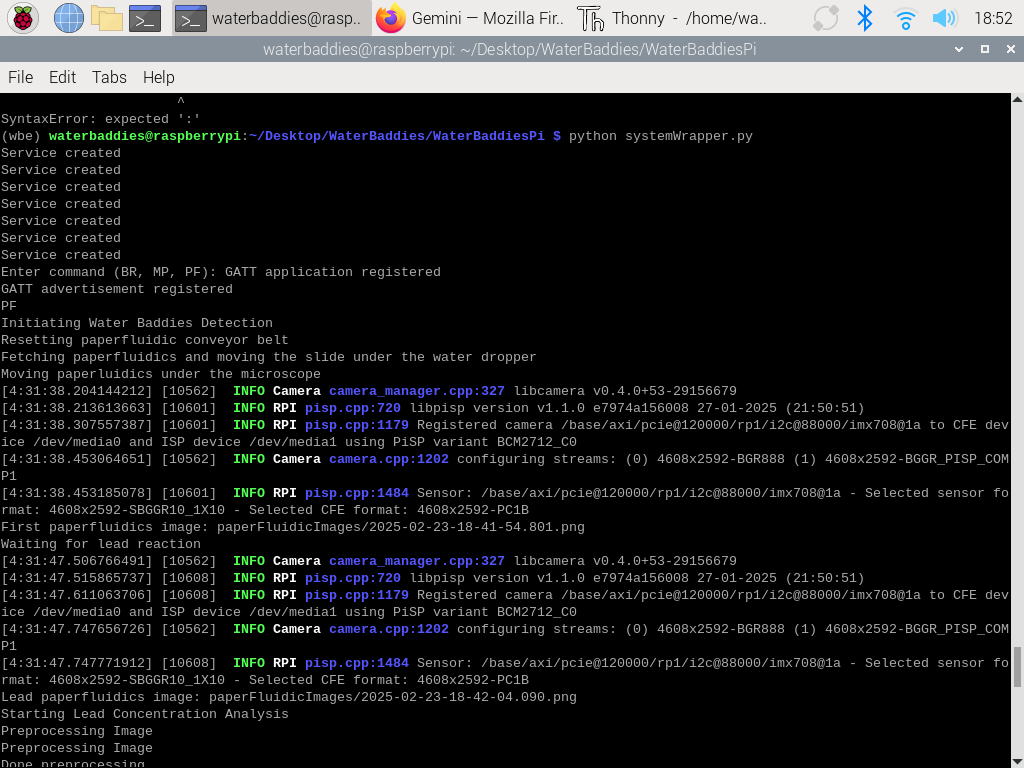 waterbaddies@rasp..
Gemini — Mozilla Fir..
Thonny - /home/wa..
18:52
waterbaddies@raspberrypi: ~/Desktop/WaterBaddies/WaterBaddiesPi
File Edit Tabs Help
^
SyntaxError: expected ':'
(wbe) waterbaddies@raspberrypi:~/Desktop/WaterBaddies/WaterBaddiesPi $ python systemWrapper.py
Service created
Service created
Service created
Service created
Service created
Service created
Service created
Enter command (BR, MP, PF): GATT application registered
GATT advertisement registered
PF
Initiating Water Baddies Detection
Resetting paperfluidic conveyor belt
Fetching paperfluidics and moving the slide under the water dropper
Moving paperluidics under the microscope
[4:31:38.204144212] [10562]  INFO Camera camera_manager.cpp:327 libcamera v0.4.0+53-29156679
[4:31:38.213613663] [10601]  INFO RPI pisp.cpp:720 libpisp version v1.1.0 e7974a156008 27-01-2025 (21:50:51)
[4:31:38.307557387] [10601]  INFO RPI pisp.cpp:1179 Registered camera /base/axi/pcie@120000/rp1/i2c@88000/imx708@1a to CFE dev
ice /dev/media0 and ISP device /dev/media1 using PiSP variant BCM2712_C0
[4:31:38.453064651] [10562]  INFO Camera camera.cpp:1202 configuring streams: (0) 4608x2592-BGR888 (1) 4608x2592-BGGR_PISP_COM
P1
[4:31:38.453185078] [10601]  INFO RPI pisp.cpp:1484 Sensor: /base/axi/pcie@120000/rp1/i2c@88000/imx708@1a - Selected sensor fo
rmat: 4608x2592-SBGGR10_1X10 - Selected CFE format: 4608x2592-PC1B
First paperfluidics image: paperFluidicImages/2025-02-23-18-41-54.801.png
Waiting for lead reaction
[4:31:47.506766491] [10562]  INFO Camera camera_manager.cpp:327 libcamera v0.4.0+53-29156679
[4:31:47.515865737] [10608]  INFO RPI pisp.cpp:720 libpisp version v1.1.0 e7974a156008 27-01-2025 (21:50:51)
[4:31:47.611063706] [10608]  INFO RPI pisp.cpp:1179 Registered camera /base/axi/pcie@120000/rp1/i2c@88000/imx708@1a to CFE dev
ice /dev/media0 and ISP device /dev/media1 using PiSP variant BCM2712_C0
[4:31:47.747656726] [10562]  INFO Camera camera.cpp:1202 configuring streams: (0) 4608x2592-BGR888 (1) 4608x2592-BGGR_PISP_COM
P1
[4:31:47.747771912] [10608]  INFO RPI pisp.cpp:1484 Sensor: /base/axi/pcie@120000/rp1/i2c@88000/imx708@1a - Selected sensor fo
rmat: 4608x2592-SBGGR10_1X10 - Selected CFE format: 4608x2592-PC1B
Lead paperfluidics image: paperFluidicImages/2025-02-23-18-42-04.090.png
Starting Lead Concentration Analysis
Preprocessing Image
Preprocessing Image
Done preprocessing